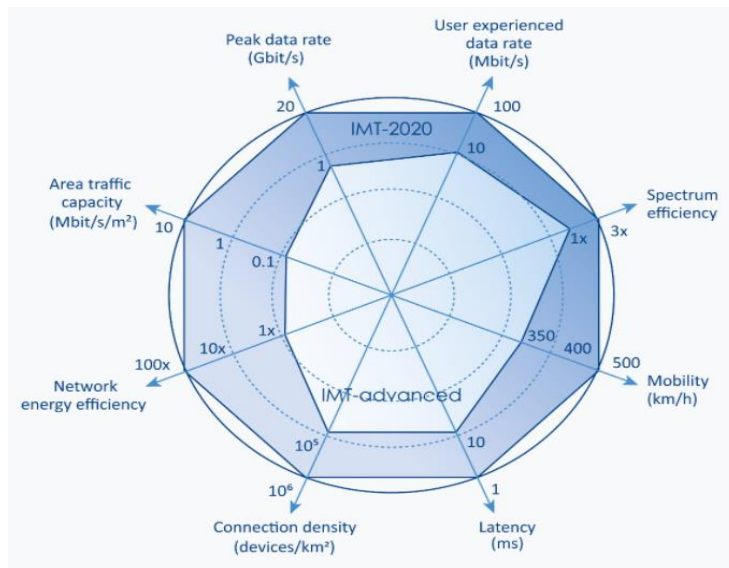 User experienced
data rate
(Mbit/s)
Peak data rate
(Gbit/s)
20
100
IMT-2020
10
1
Area traffic
capacity
(Mbit/s/m²)
Spectrum
efficiency
10
1
0.1
1x
3x
1x
10x
100x
350
400
500
Network
energy efficiency
Mobility
(km/h)
IMT-advanced
10⁵
10
10⁶
1
Connection density
(devices/km²)
Latency
(ms)